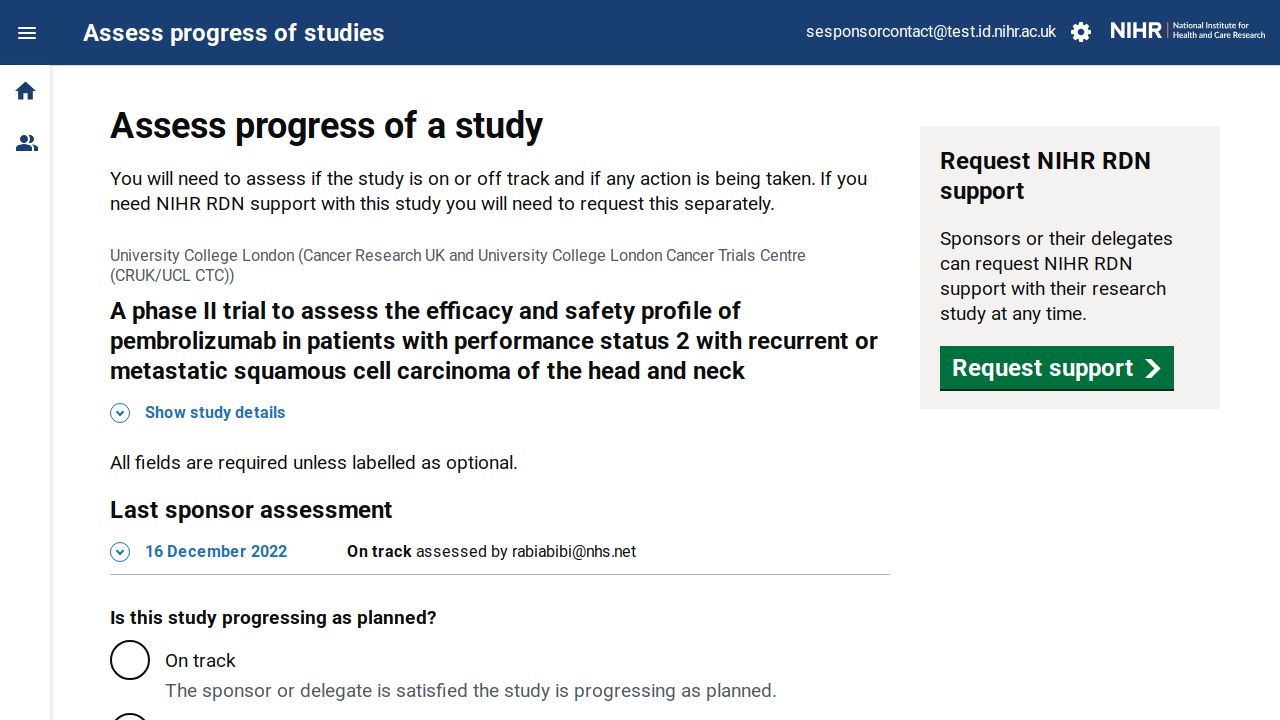 Assess progress of studies
sesponsorcontact@test.id.nihr.ac.uk
NIHR
National Institute for
Health and Care Research
Assess progress of a study
You will need to assess if the study is on or off track and if any action is being taken. If you
need NIHR RDN support with this study you will need to request this separately.
University College London (Cancer Research UK and University College London Cancer Trials Centre
(CRUK/UCL CTC))
A phase II trial to assess the efficacy and safety profile of
pembrolizumab in patients with performance status 2 with recurrent or
metastatic squamous cell carcinoma of the head and neck
Show study details
All fields are required unless labelled as optional.
Last sponsor assessment
16 December 2022
On track assessed by rabiabibi@nhs.net
Is this study progressing as planned?
On track
The sponsor or delegate is satisfied the study is progressing as planned.
Request NIHR RDN
support
Sponsors or their delegates
can request NIHR RDN
support with their research
study at any time.
Request support